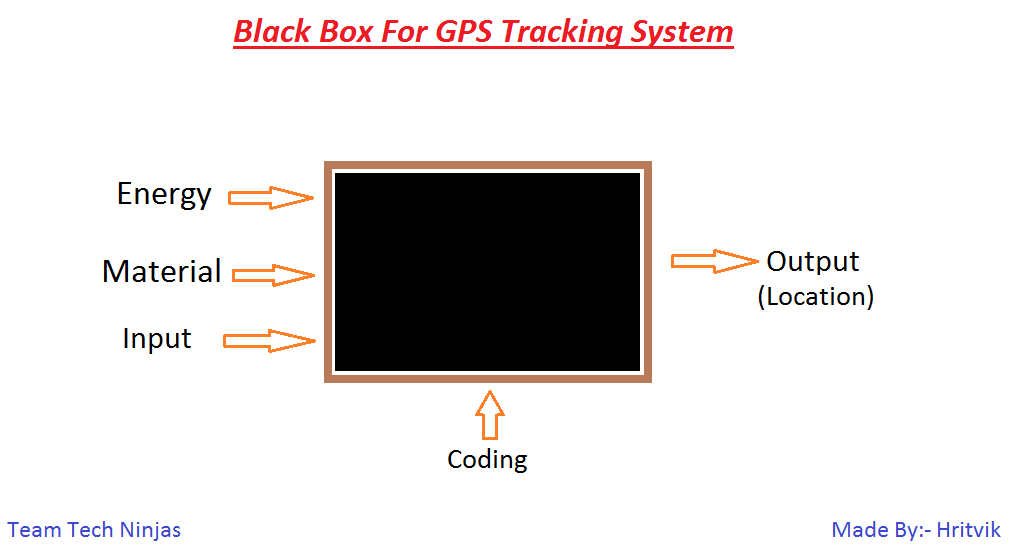 Black Box For GPS Tracking System
Energy
Material
Input
Output
(Location)
Coding
Team Tech Ninjas
Made By:- Hritvik